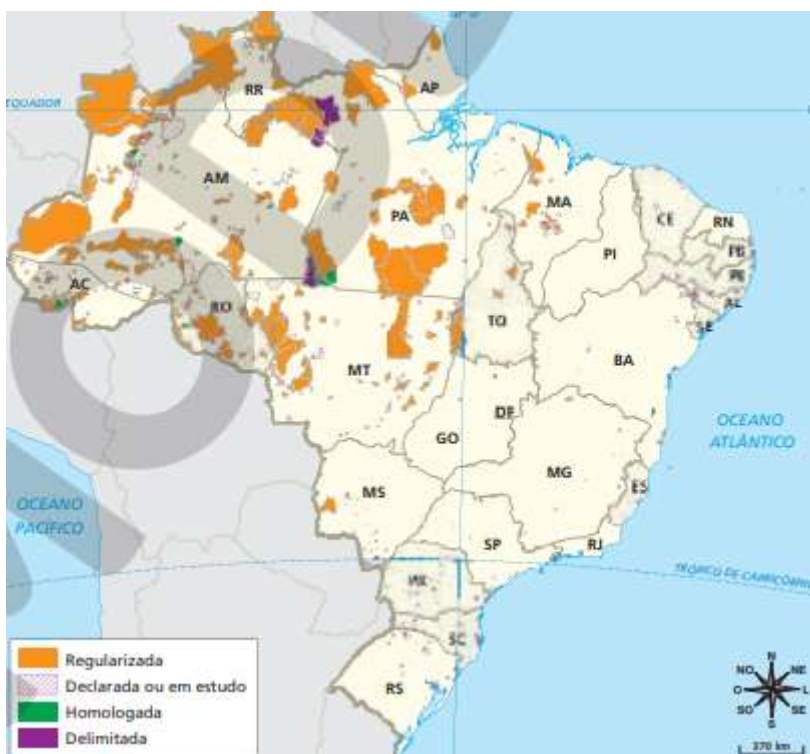 EQUADOR
RR
AP
AM
PA
MA
CE
RN
PB
PI
PE
AC
AL
RO
TO
SE
BA
MT
DF
GO
OCEANO
ATLÂNTICO
MG
ES
MS
OCEANO
PACÍFICO
SP
RJ
TRÓPICO DE CAPRICÓRNIO
PR
SC
RS
Regularizada
Declarada ou em estudo
Homologada
Delimitada
N
NO
NE
O
L
SO
SE
S
370 km